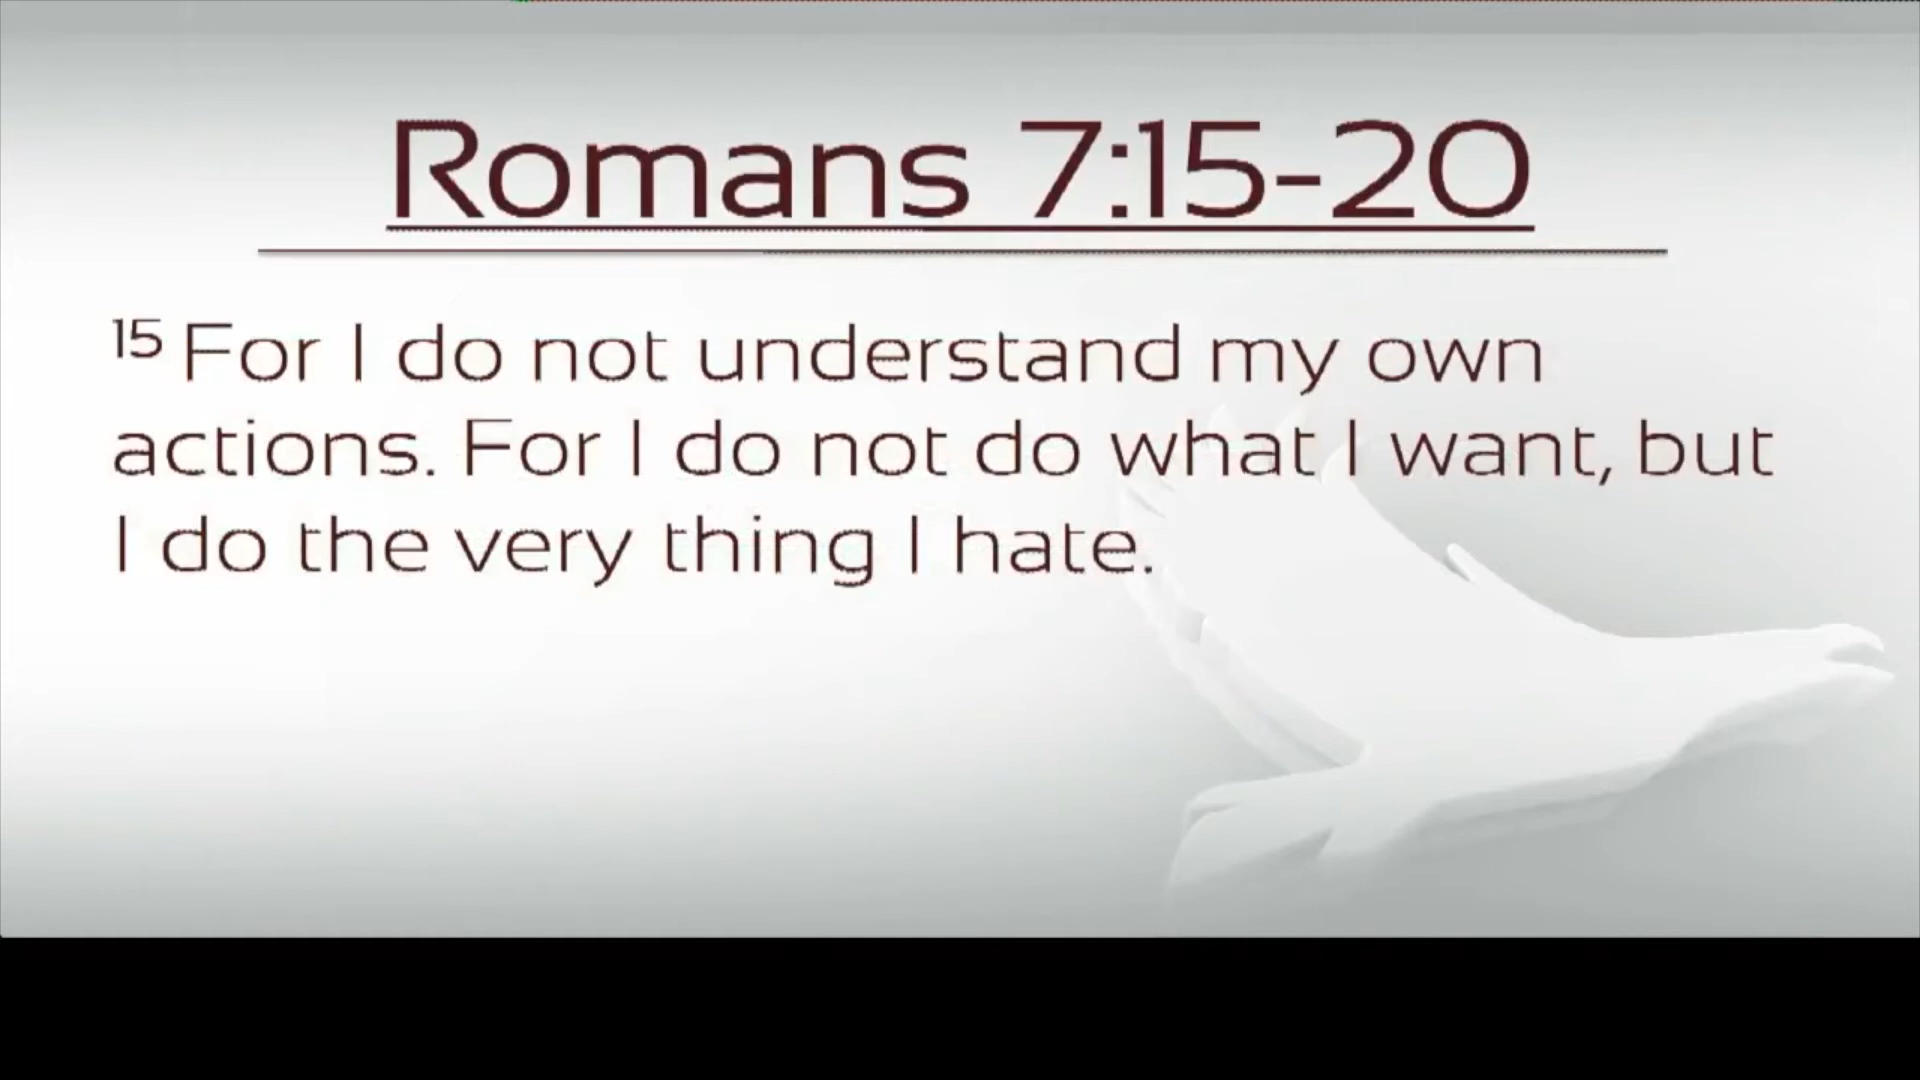 Romans 7:15-20
15 For I do not understand my own
actions. For I do not do what I want, but
I do the very thing I hate.